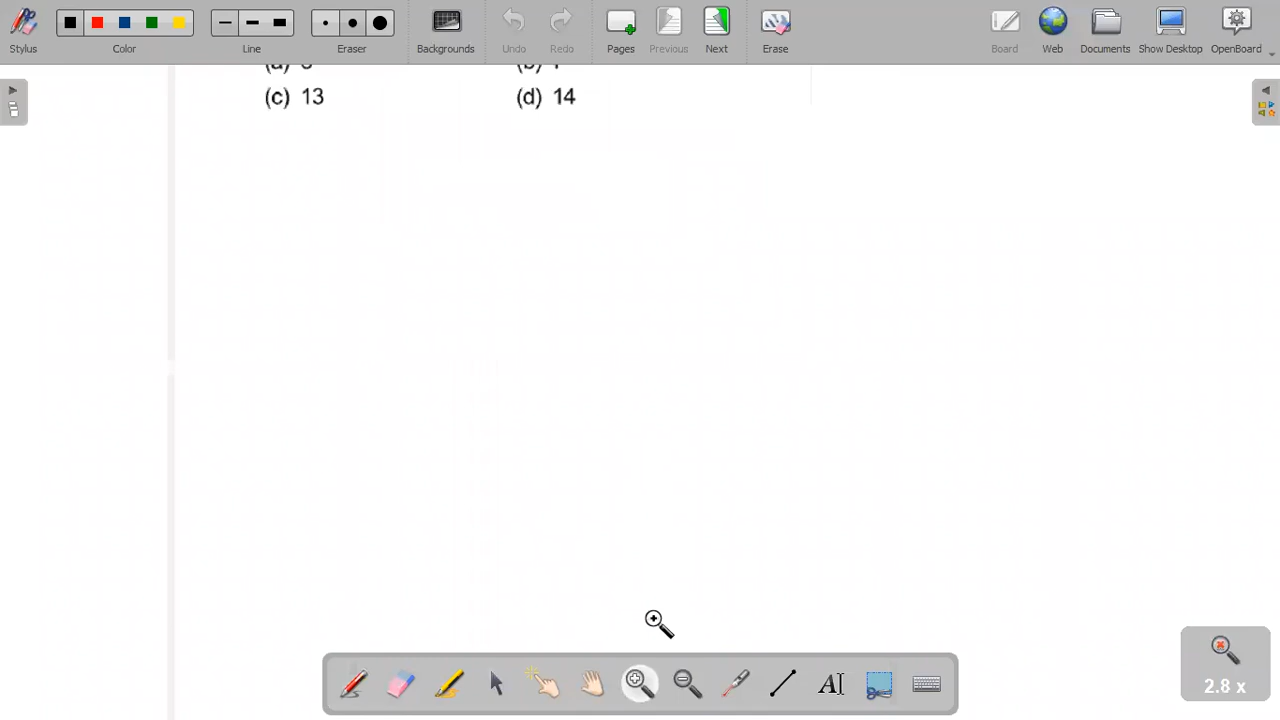 Stylus Color Line Eraser Backgrounds Undo Redo Pages Previous Next Erase Board Web Documents Show Desktop OpenBoard
(c) 13 (d) 14
AI
2.8 x